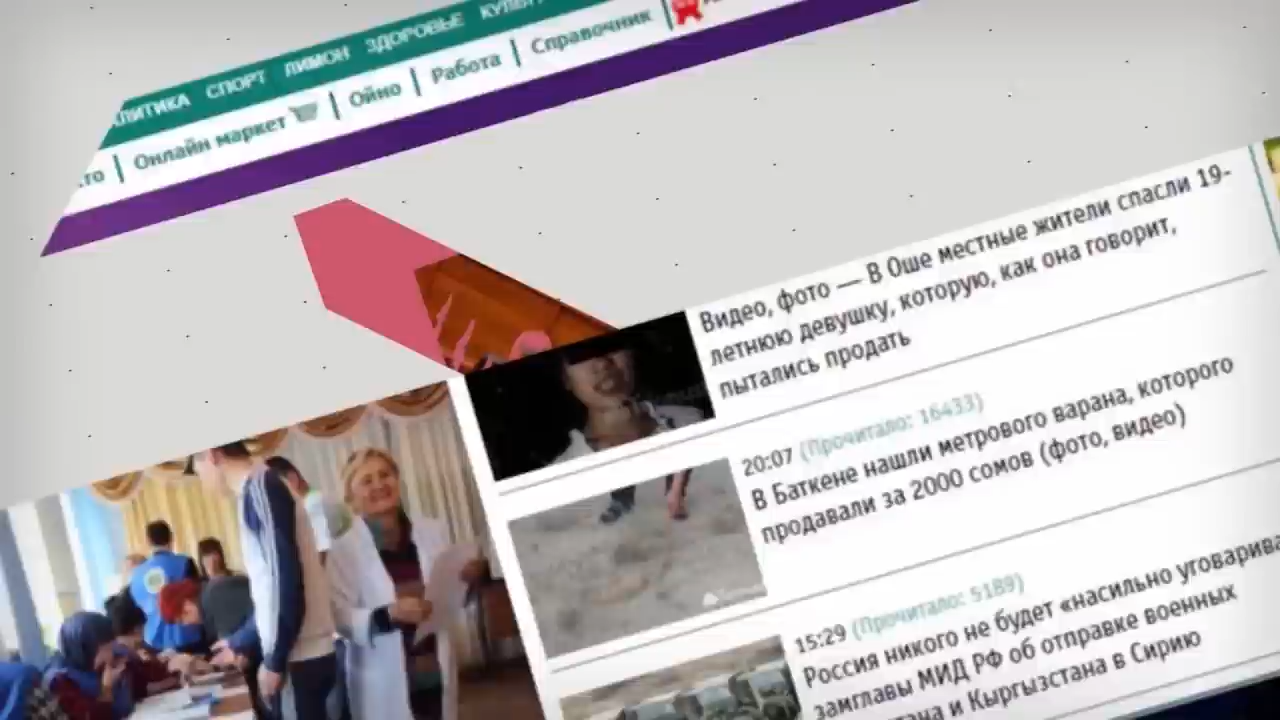 СПОРТ ЛИМОН ЗДОРОВЬЕ
Онлайн маркет Ойно Работа Справочник
Видео, фото — В Оше местные жители спасли 19-
летнюю девушку, которую, как она говорит,
пытались продать
20:07 (Прочитало: 16433)
В Баткене нашли метрового варана, которого
продавали за 2000 сомов (фото, видео)
15:29 (Прочитало: 5189)
Россия никого не будет «насильно уговарива
замглавы МИД РФ об отправке военных
и Кыргызстана в Сирию